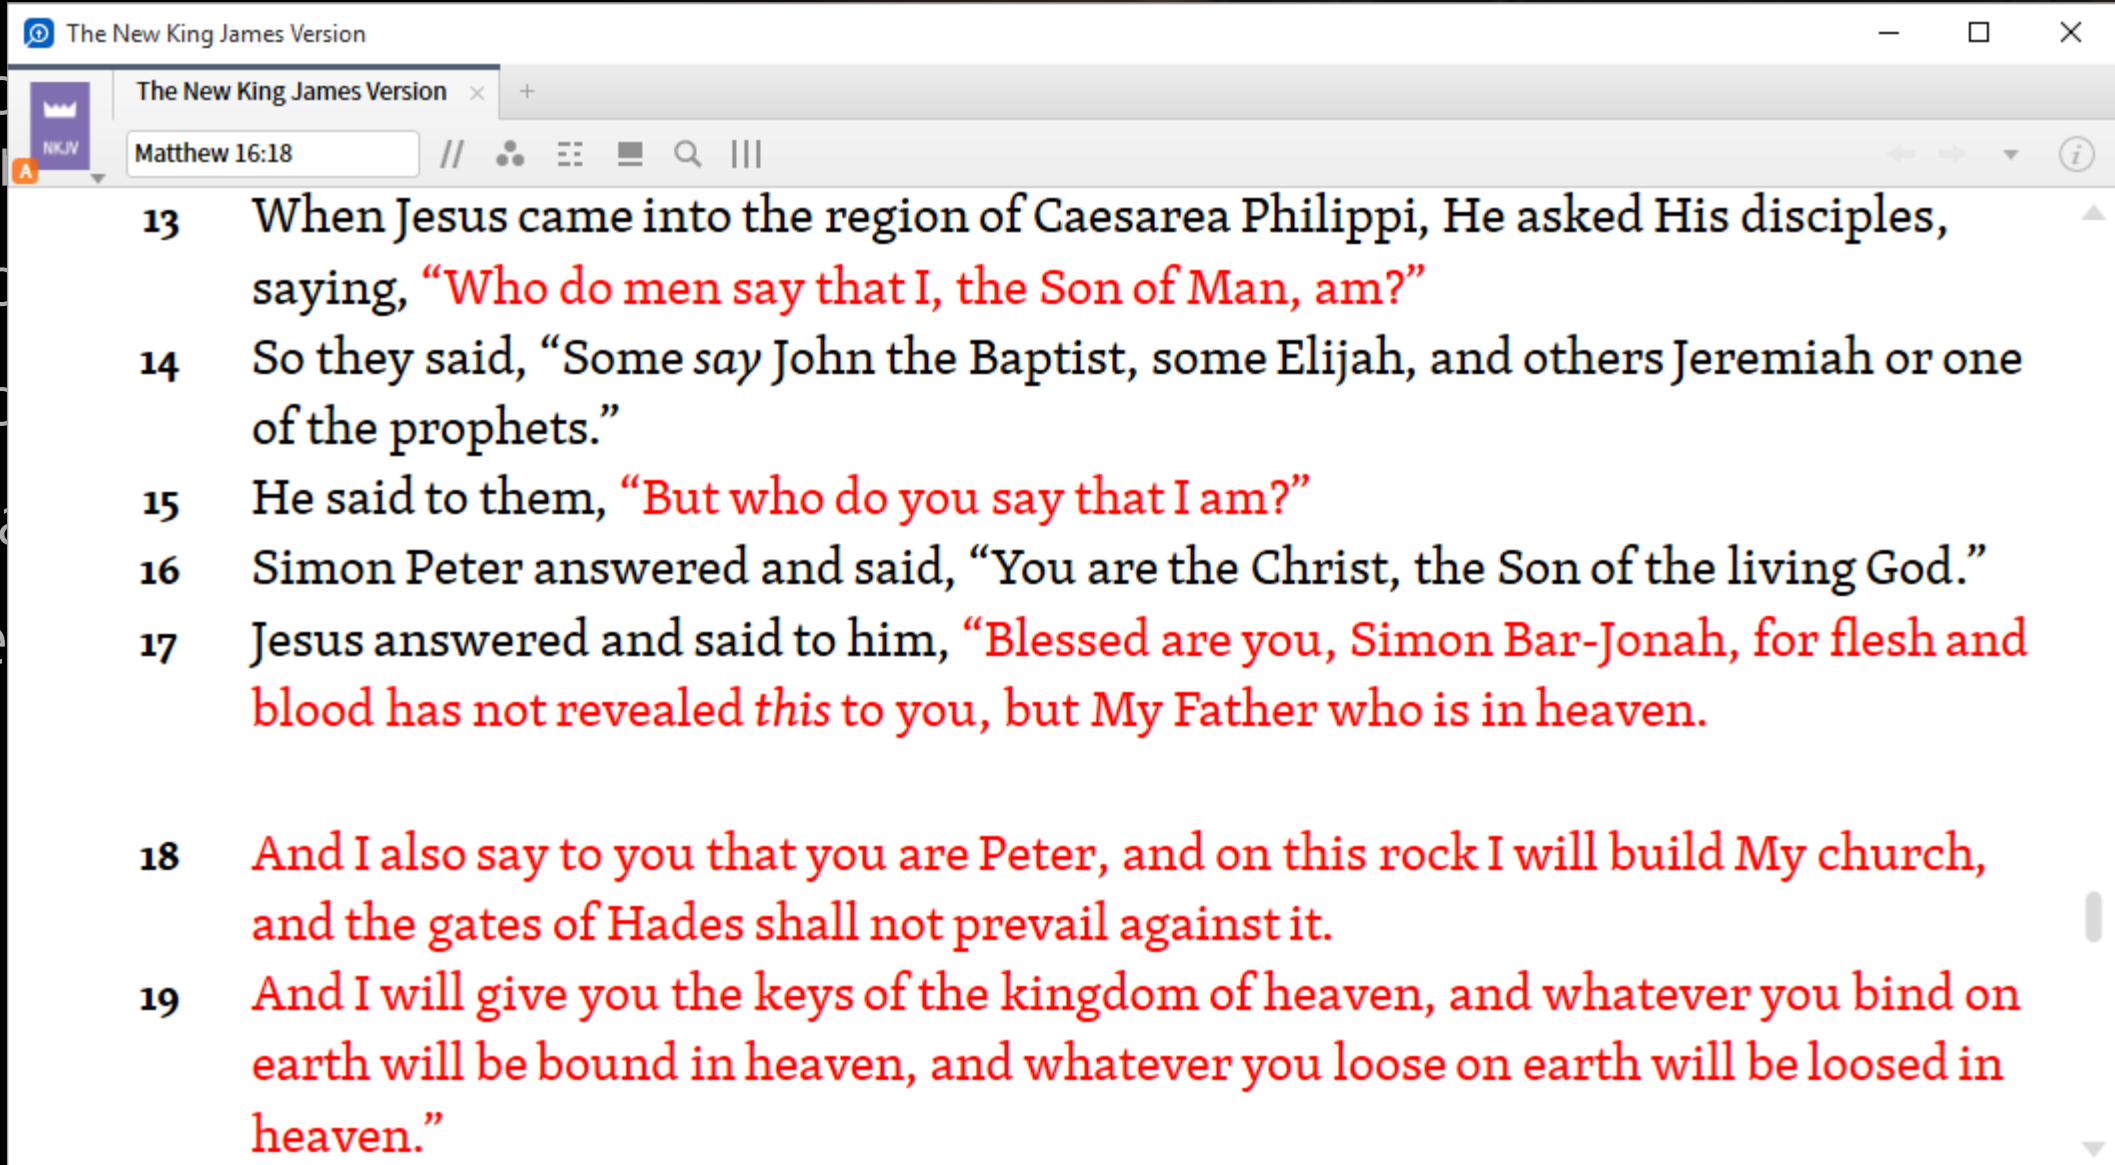 The New King James Version
The New King James Version
NKJV
A
Matthew 16:18
13 When Jesus came into the region of Caesarea Philippi, He asked His disciples,
saying, “Who do men say that I, the Son of Man, am?”
14 So they said, “Some say John the Baptist, some Elijah, and others Jeremiah or one
of the prophets.”
15 He said to them, “But who do you say that I am?”
16 Simon Peter answered and said, “You are the Christ, the Son of the living God.”
17 Jesus answered and said to him, “Blessed are you, Simon Bar-Jonah, for flesh and
blood has not revealed this to you, but My Father who is in heaven.
18 And I also say to you that you are Peter, and on this rock I will build My church,
and the gates of Hades shall not prevail against it.
19 And I will give you the keys of the kingdom of heaven, and whatever you bind on
earth will be bound in heaven, and whatever you loose on earth will be loosed in
heaven.”